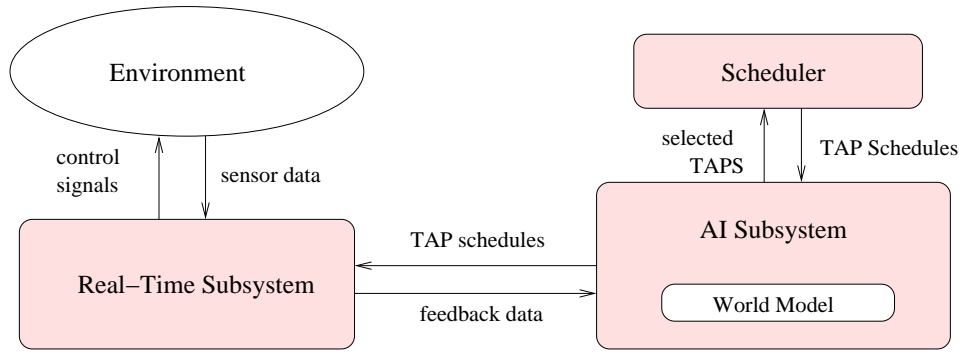 Environment
Scheduler
control
signals
sensor data
selected
TAPS
TAP Schedules
TAP schedules
AI Subsystem
Real−Time Subsystem
feedback data
World Model